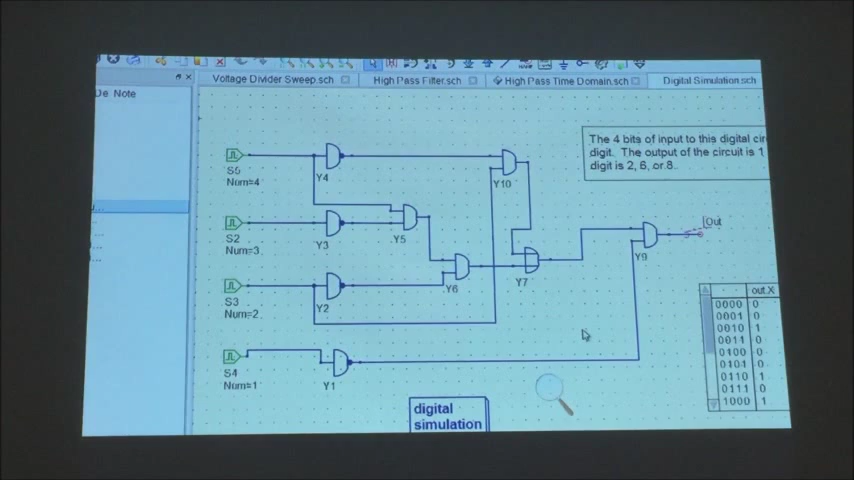 Voltage Divider Sweep.sch
High Pass Filter.sch
High Pass Time Domain.sch
Digital Simulation.sch
De Note
The 4 bits of input to this digital cir
digit. The output of the circuit is 1
digit is 2, 6, or 8.
S5
Num=4
Y4
Y10
S2
Num=3
Y3
Y5
Out
Y9
S3
Num=2
Y2
Y6
Y7
S4
Num=1
Y1
out.X
0000 0
0001 0
0010 1
0011 0
0100 0
0101 0
0110 1
0111 0
1000 1
digital
simulation